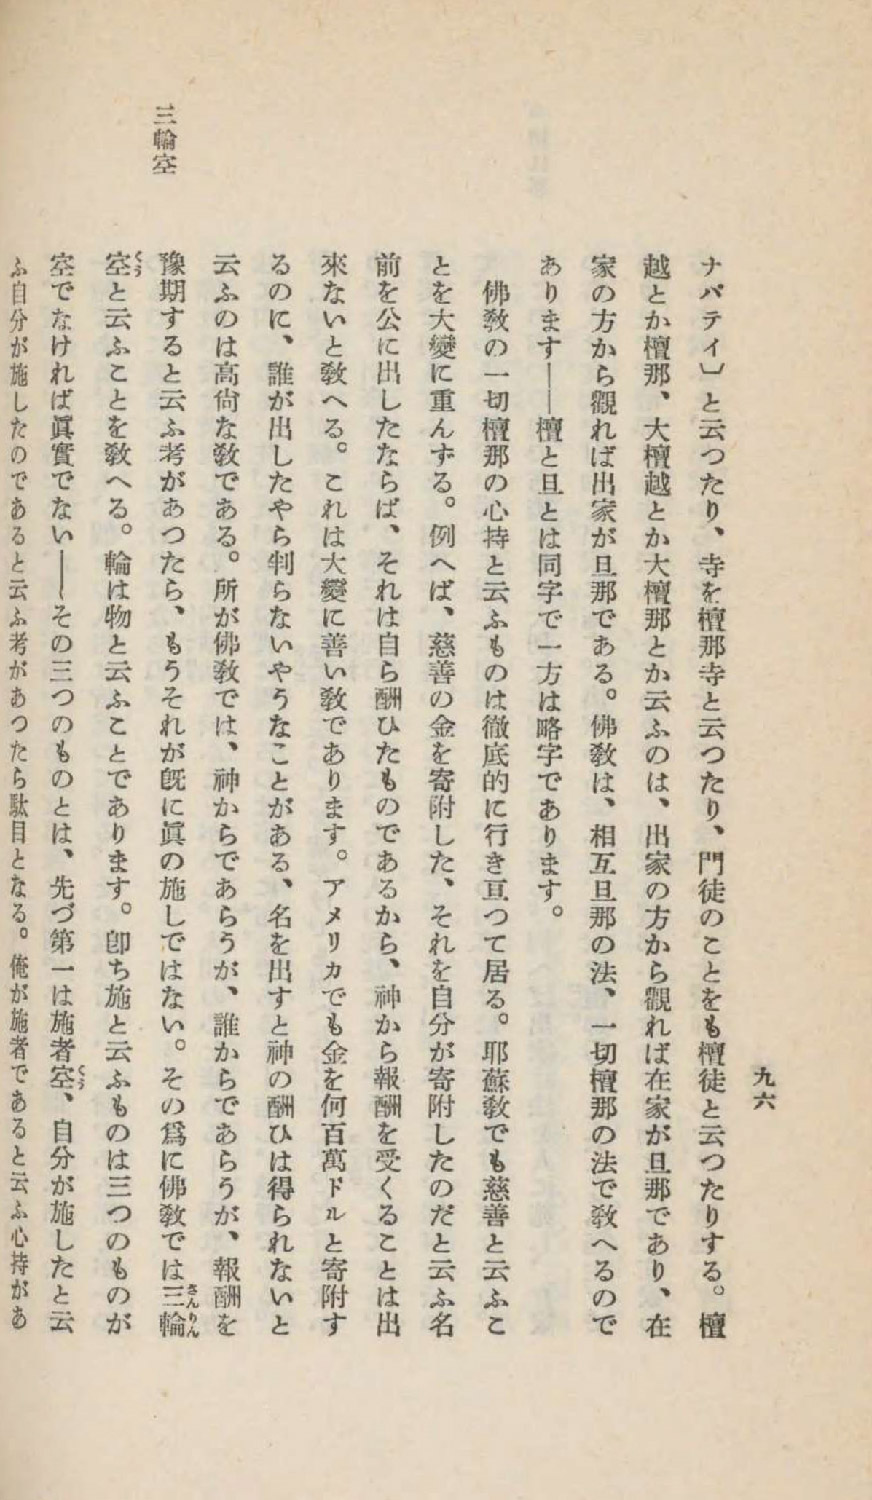 九六
ナパテイ〕と云つたり、寺を檀那寺と云つたり、門徒のことをも檀徒と云つたりする。檀
越とか檀那、大檀越とか大檀那とか云ふのは、出家の方から觀れば在家が旦那であり、在
家の方から觀れば出家が旦那である。佛敎は、相互旦那の法、一切檀那の法で敎へるので
あります——檀と旦とは同字で一方は略字であります。
佛敎の一切檀那の心持と云ふものは徹底的に行き亙つて居る。耶蘇敎でも慈善と云ふこ
とを大變に重んずる。例へば、慈善の金を寄附した、それを自分が寄附したのだと云ふ名
前を公に出したならば、それは自ら酬ひたものであるから、神から報酬を受くることは出
來ないと敎へる。これは大變に善い敎であります。アメリカでも金を何百萬ドルと寄附す
るのに、誰が出したやら判らないやうなことがある、名を出すと神の酬ひは得られないと
云ふのは高尙な敎である。所が佛敎では、神からであらうが、誰からであらうが、報酬を
豫期すると云ふ考があつたら、もうそれが旣に眞の施しではない。その爲に佛敎では三輪
さんりん
三輪空
空と云ふことを敎へる。輪は物と云ふことであります。卽ち施と云ふものは三つのものが
くう
空でなければ眞實でない——その三つのものとは、先づ第一は施者空、自分が施したと云
くう
ふ自分が施したのであると云ふ考があつたら駄目となる。俺が施者であると云ふ心持があ